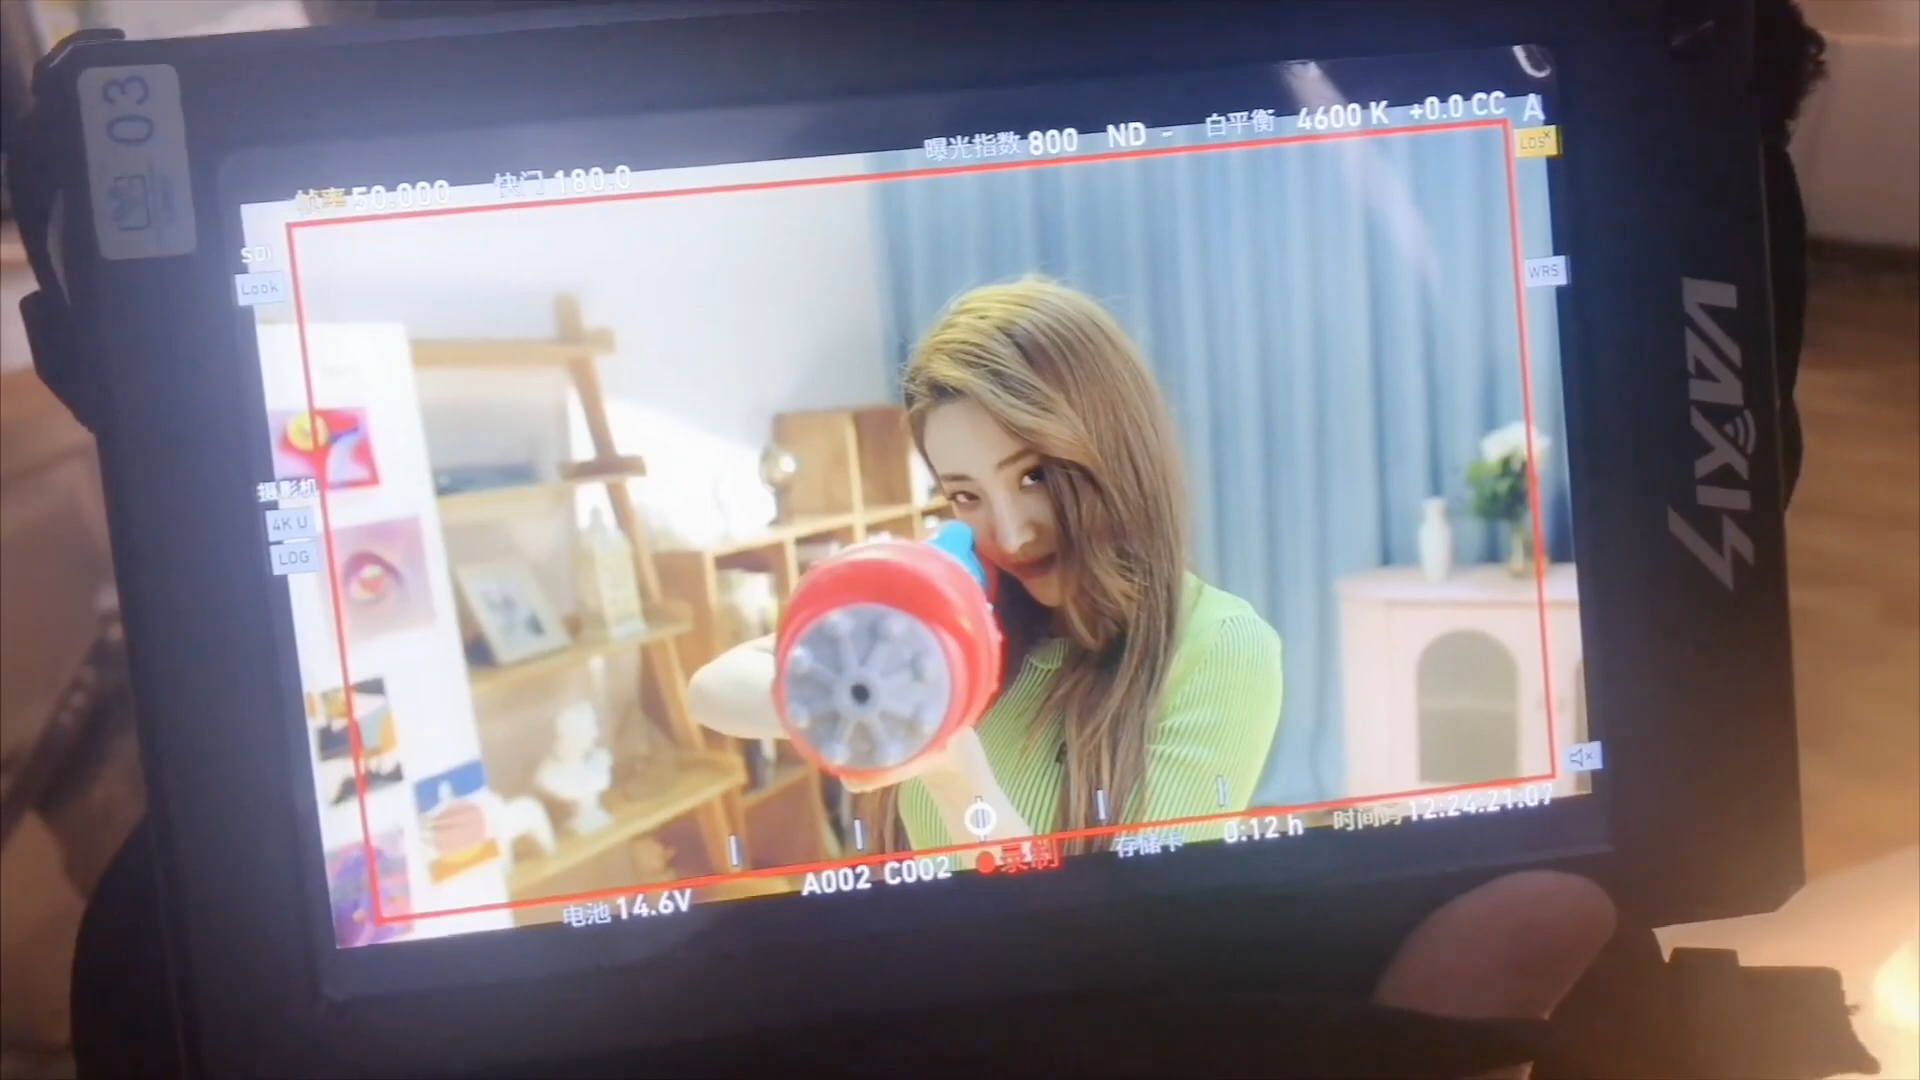 03
曝光指数 800 ND - 白平衡 4600 K +0.0 CC A
帧率 50.000 快门 180.0
LDS
SDI
Look
WRS
摄影机
4K U
LOG
VAXIS
存储卡 0:12 h 时间码 12:24:21:07
电池 14.6V A002 C002 录制